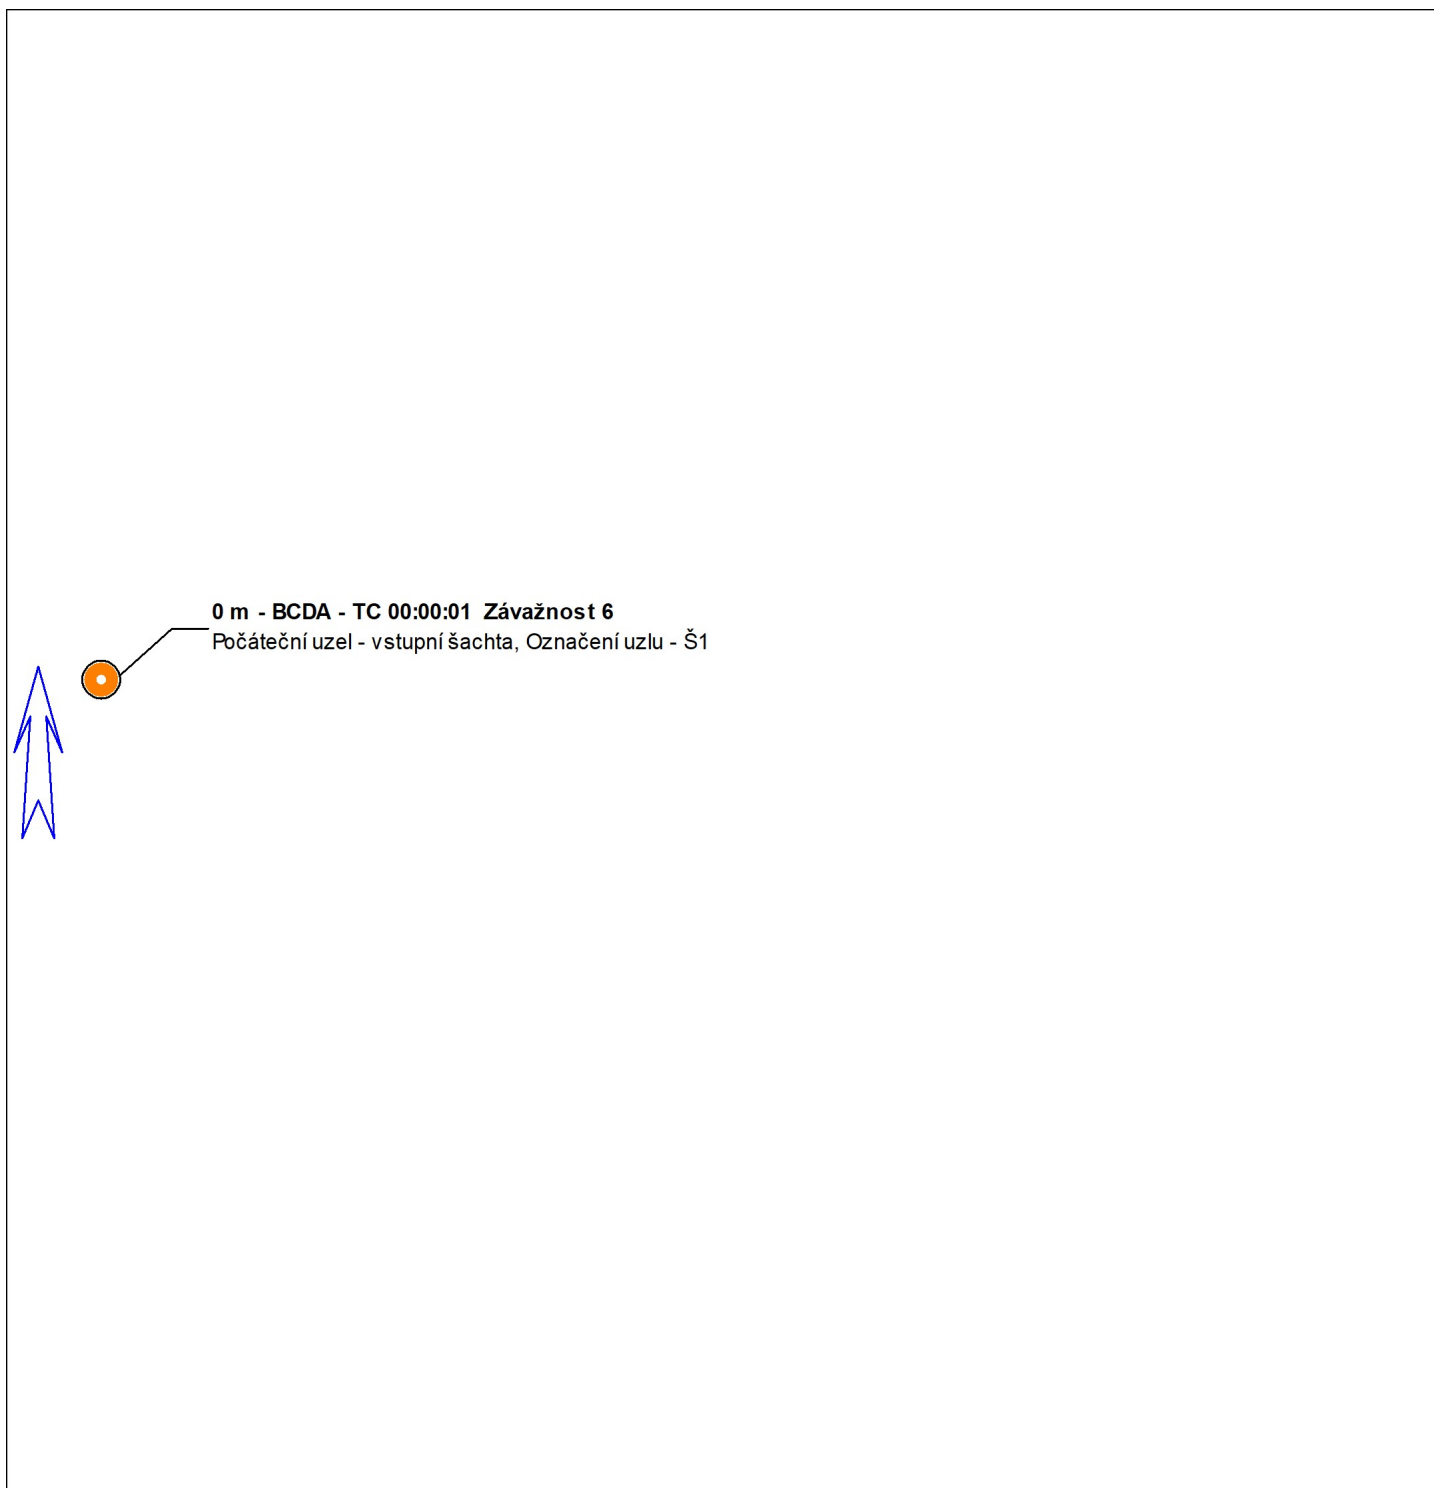 0 m - BCDA - TC 00:00:01 Závažnost 6
Počáteční uzel - vstupní šachta, Označení uzlu - Š1